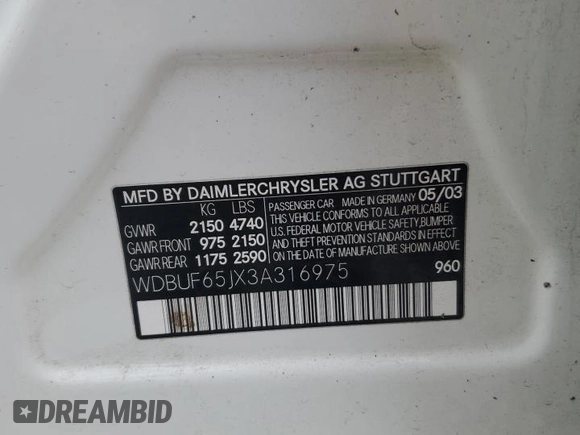 MFD BY DAIMLERCHRYSLER AG STUTTGART
KG LBS
GVWR 2150 4740
GAWR FRONT 975 2150
GAWR REAR 1175 2590
PASSENGER CAR MADE IN GERMANY 05/03
THIS VEHICLE CONFORMS TO ALL APPLICABLE
U.S. FEDERAL MOTOR VEHICLE SAFETY,BUMPER
AND THEFT PREVENTION STANDARDS IN EFFECT
ON THE DATE OF MANUFACTURE SHOWN ABOVE
WDBUF65JX3A316975
960
DREAMBID